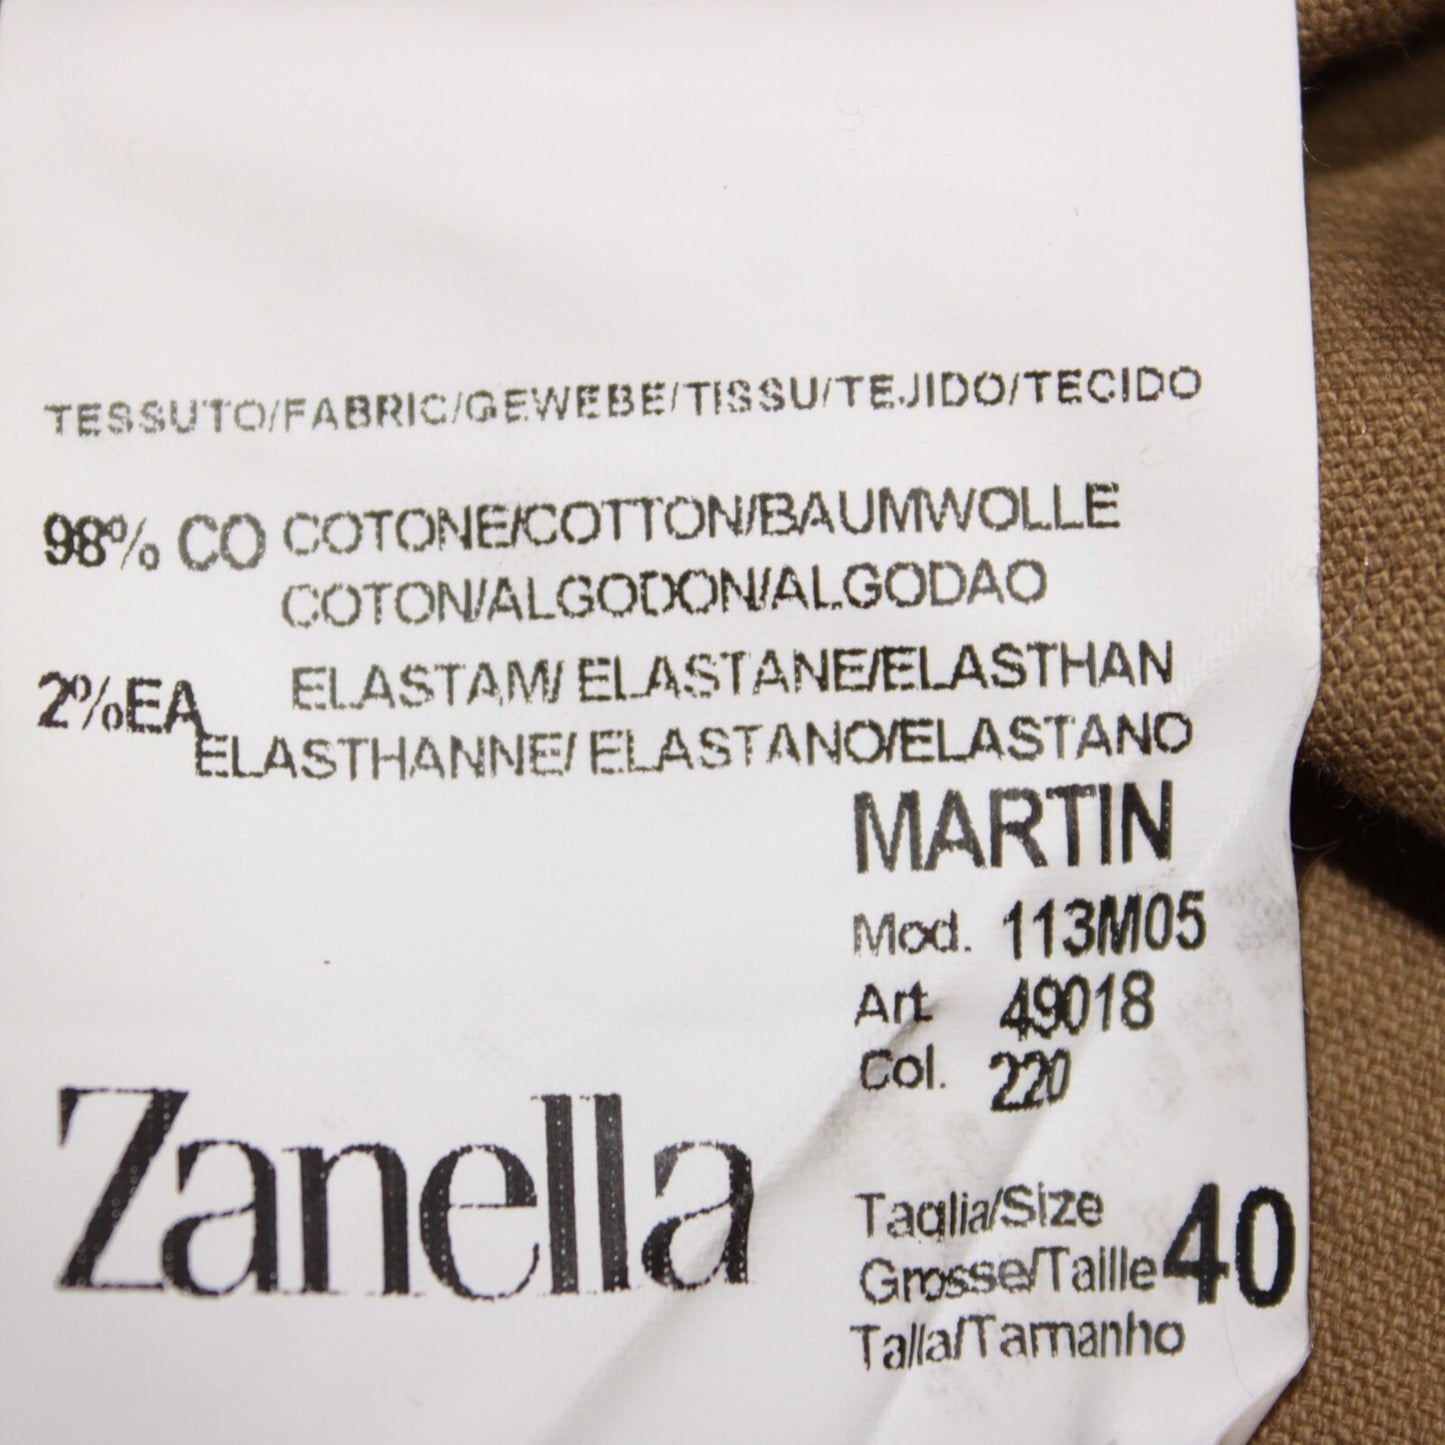 TESSUTO/FABRIC/GEWEBE/TISSU/TEJIDO/TECIDO
98% CO COTONE/COTTON/BAUMWOLLE
COTON/ALGODON/ALGODAO
2%EA ELASTAM/ ELASTANE/ELASTHAN
ELASTHANNE/ ELASTANO/ELASTANO
MARTIN
Mod. 113M05
Art. 49018
Col. 220
Zanella
Taglia/Size
Grosse/Taille 40
Talla/Tamanho